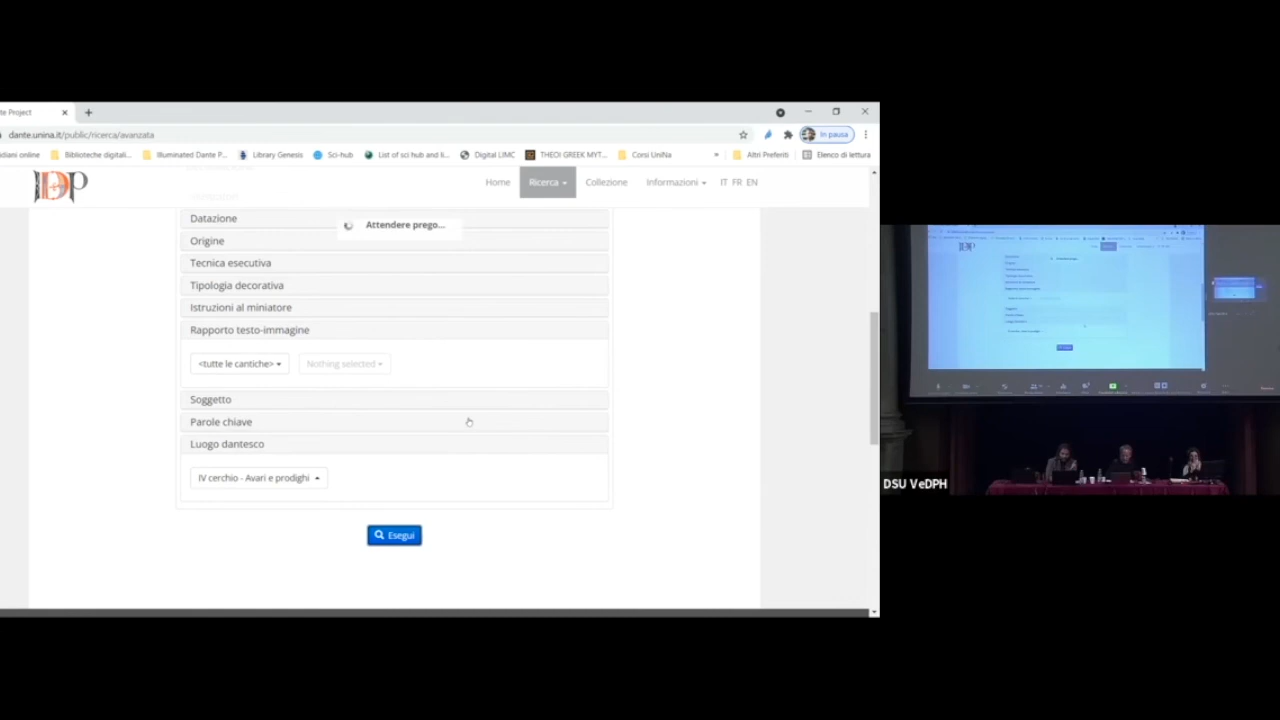 te Project
dante.unina.it/public/ricerca/avanzata
In pausa
idiani online Biblioteche digitali... Illuminated Dante P... Library Genesis Sci-hub List of sci hub and li... Digital LIMC THEOI GREEK MYT... Corsi UniNa » Altri Preferiti Elenco di lettura
IDP
Home Ricerca Collezione Informazioni IT FR EN
Datazione
Attendere prego...
Origine
Tecnica esecutiva
Tipologia decorativa
Istruzioni al miniatore
Rapporto testo-immagine
<tutte le cantiche> Nothing selected
Soggetto
Parole chiave
Luogo dantesco
IV cerchio - Avari e prodighi
Esegui
DSU VeDPH